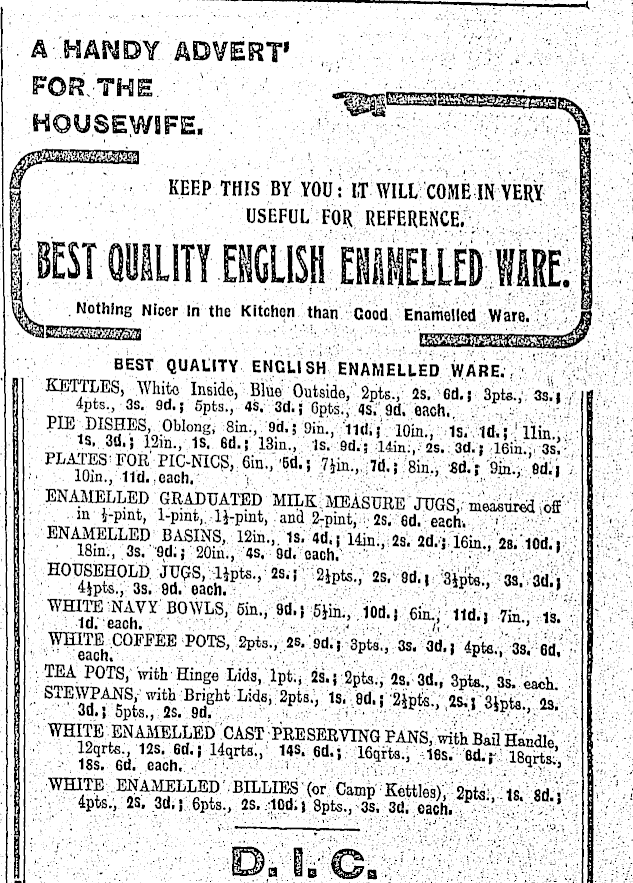 A HANDY ADVERT'
FOR THE
HOUSEWIFE.
KEEP THIS BY YOU: IT WILL COME IN VERY
USEFUL FOR REFERENCE.
BEST QUALITY ENGLISH ENAMELLED WARE.
Nothing Nicer in the Kitchen than Good Enamelled Ware.
BEST QUALITY ENGLISH ENAMELLED WARE.
KETTLES, White Inside, Blue Outside, 2pts., 2s. 6d.; 3pts., 3s.;
4pts., 3s. 9d.; 5pts., 4s. 3d.; 6pts., 4s. 9d. each.
PIE DISHES, Oblong, 8in., 9d.; 9in., 11d.; 10in., 1s. 1d.; 11in.,
1s. 3d.; 12in., 1s. 6d.; 13in., 1s. 9d.; 14in., 2s. 3d.; 16in., 3s.
PLATES FOR PIC-NICS, 6in., 5d.; 7½in., 7d.; 8in., 8d.; 9in., 9d.;
10in., 11d. each.
ENAMELLED GRADUATED MILK MEASURE JUGS, measured off
in ½-pint, 1-pint, 1½-pint, and 2-pint, 2s. 6d. each.
ENAMELLED BASINS, 12in., 1s. 4d.; 14in., 2s. 2d.; 16in., 2s. 10d.;
18in., 3s. 9d.; 20in., 4s. 9d. each.
HOUSEHOLD JUGS, 1½pts., 2s.; 2½pts., 2s. 9d.; 3½pts., 3s. 3d.;
4½pts., 3s. 9d. each.
WHITE NAVY BOWLS, 5in., 9d.; 5½in., 10d.; 6in., 11d.; 7in., 1s.
1d. each.
WHITE COFFEE POTS, 2pts., 2s. 9d.; 3pts., 3s. 3d.; 4pts., 3s. 6d.
each.
TEA POTS, with Hinge Lids, 1pt., 2s.; 2pts., 2s. 3d., 3pts., 3s. each.
STEWPANS, with Bright Lids, 2pts., 1s. 9d.; 2½pts., 2s.; 3½pts., 2s.
3d.; 5pts., 2s. 9d.
WHITE ENAMELLED CAST PRESERVING PANS, with Bail Handle,
12qrts., 12s. 6d.; 14qrts., 14s. 6d.; 16qrts., 16s. 6d.; 18qrts.,
18s. 6d. each.
WHITE ENAMELLED BILLIES (or Camp Kettles), 2pts., 1s. 8d.;
4pts., 2s. 3d.; 6pts., 2s. 10d.; 8pts., 3s. 3d. each.
D.I.C.